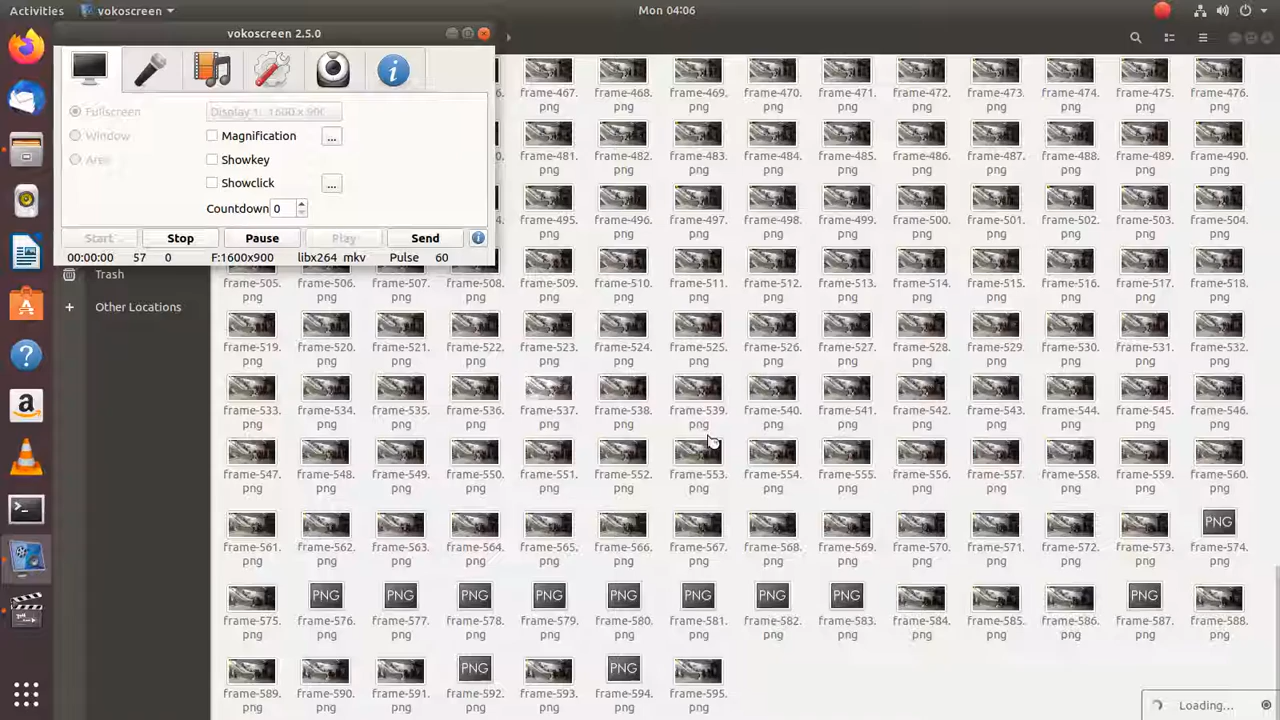 Activities
vokoscreen
Mon 04:06
vokoscreen 2.5.0
Fullscreen
Display 1: 1600 x 900
Window
Magnification
...
Area
Showkey
Showclick
...
Countdown 0
Start
Stop
Pause
Play
Send
00:00:00 57 0 F:1600x900 libx264 mkv Pulse 60
Trash
Other Locations
frame-467. frame-468. frame-469. frame-470. frame-471. frame-472. frame-473. frame-474. frame-475. frame-476.
png png png png png png png png png png
frame-481. frame-482. frame-483. frame-484. frame-485. frame-486. frame-487. frame-488. frame-489. frame-490.
png png png png png png png png png png
frame-495. frame-496. frame-497. frame-498. frame-499. frame-500. frame-501. frame-502. frame-503. frame-504.
png png png png png png png png png png
frame-505. frame-506. frame-507. frame-508. frame-509. frame-510. frame-511. frame-512. frame-513. frame-514. frame-515. frame-516. frame-517. frame-518.
png png png png png png png png png png png png png png
frame-519. frame-520. frame-521. frame-522. frame-523. frame-524. frame-525. frame-526. frame-527. frame-528. frame-529. frame-530. frame-531. frame-532.
png png png png png png png png png png png png png png
frame-533. frame-534. frame-535. frame-536. frame-537. frame-538. frame-539. frame-540. frame-541. frame-542. frame-543. frame-544. frame-545. frame-546.
png png png png png png png png png png png png png png
frame-547. frame-548. frame-549. frame-550. frame-551. frame-552. frame-553. frame-554. frame-555. frame-556. frame-557. frame-558. frame-559. frame-560.
png png png png png png png png png png png png png png
PNG
frame-561. frame-562. frame-563. frame-564. frame-565. frame-566. frame-567. frame-568. frame-569. frame-570. frame-571. frame-572. frame-573. frame-574.
png png png png png png png png png png png png png png
PNG PNG PNG PNG PNG PNG PNG PNG PNG
frame-575. frame-576. frame-577. frame-578. frame-579. frame-580. frame-581. frame-582. frame-583. frame-584. frame-585. frame-586. frame-587. frame-588.
png png png png png png png png png png png png png png
PNG PNG
frame-589. frame-590. frame-591. frame-592. frame-593. frame-594. frame-595.
png png png png png png png
Loading...